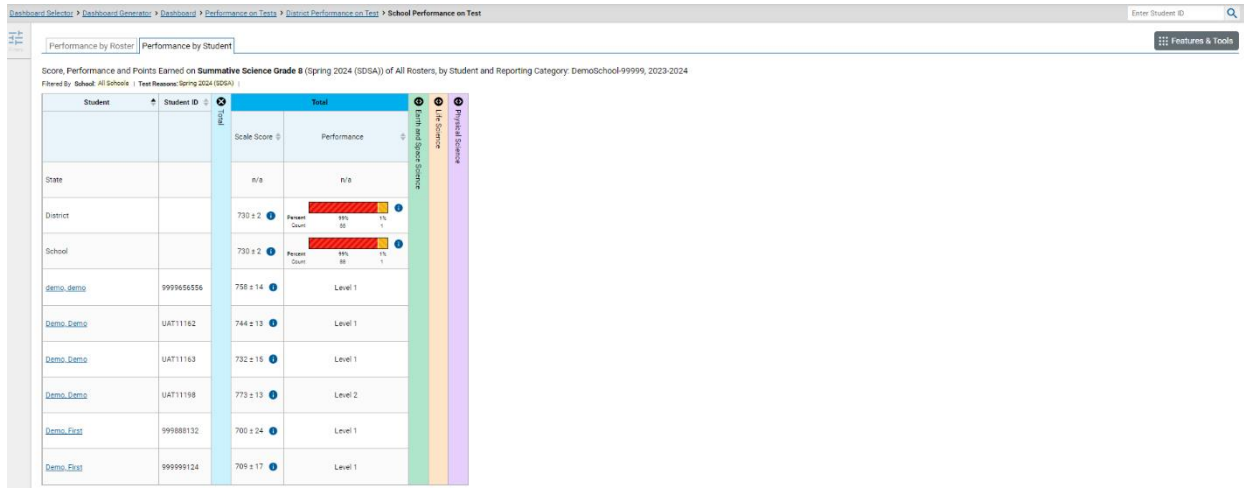 Dashboard Selector > Dashboard Generator > Dashboard > Performance on Tests > District Performance on Test > School Performance on Test
Enter Student ID
Features & Tools
Performance by Roster Performance by Student
Score, Performance and Points Earned on Summative Science Grade 8 (Spring 2024 (SDSA)) of All Rosters, by Student and Reporting Category: DemoSchool-99999, 2023-2024
Filtered By School: All Schools | Test Reasons: Spring 2024 (SDSA) |
Student Student ID Total Total Earth and Space Science Life Science Physical Science
Scale Score Performance
State n/a n/a
District 730 ± 2
Percent 99% 1%
Count 1
School 730 ± 2
Percent 99% 1%
Count 1
demo, demo 9999656556 758 ± 14 Level 1
Demo, Demo UAT11162 744 ± 13 Level 1
Demo, Demo UAT11163 732 ± 15 Level 1
Demo, Demo UAT11198 773 ± 13 Level 2
Demo, First 999888132 700 ± 24 Level 1
Demo, First 999999124 709 ± 17 Level 1